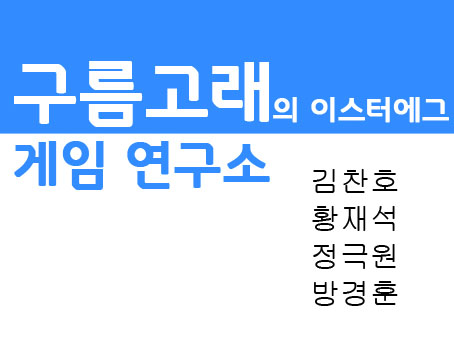 구름고래의 이스터에그
게임 연구소
김찬호
황재석
정극원
방경훈